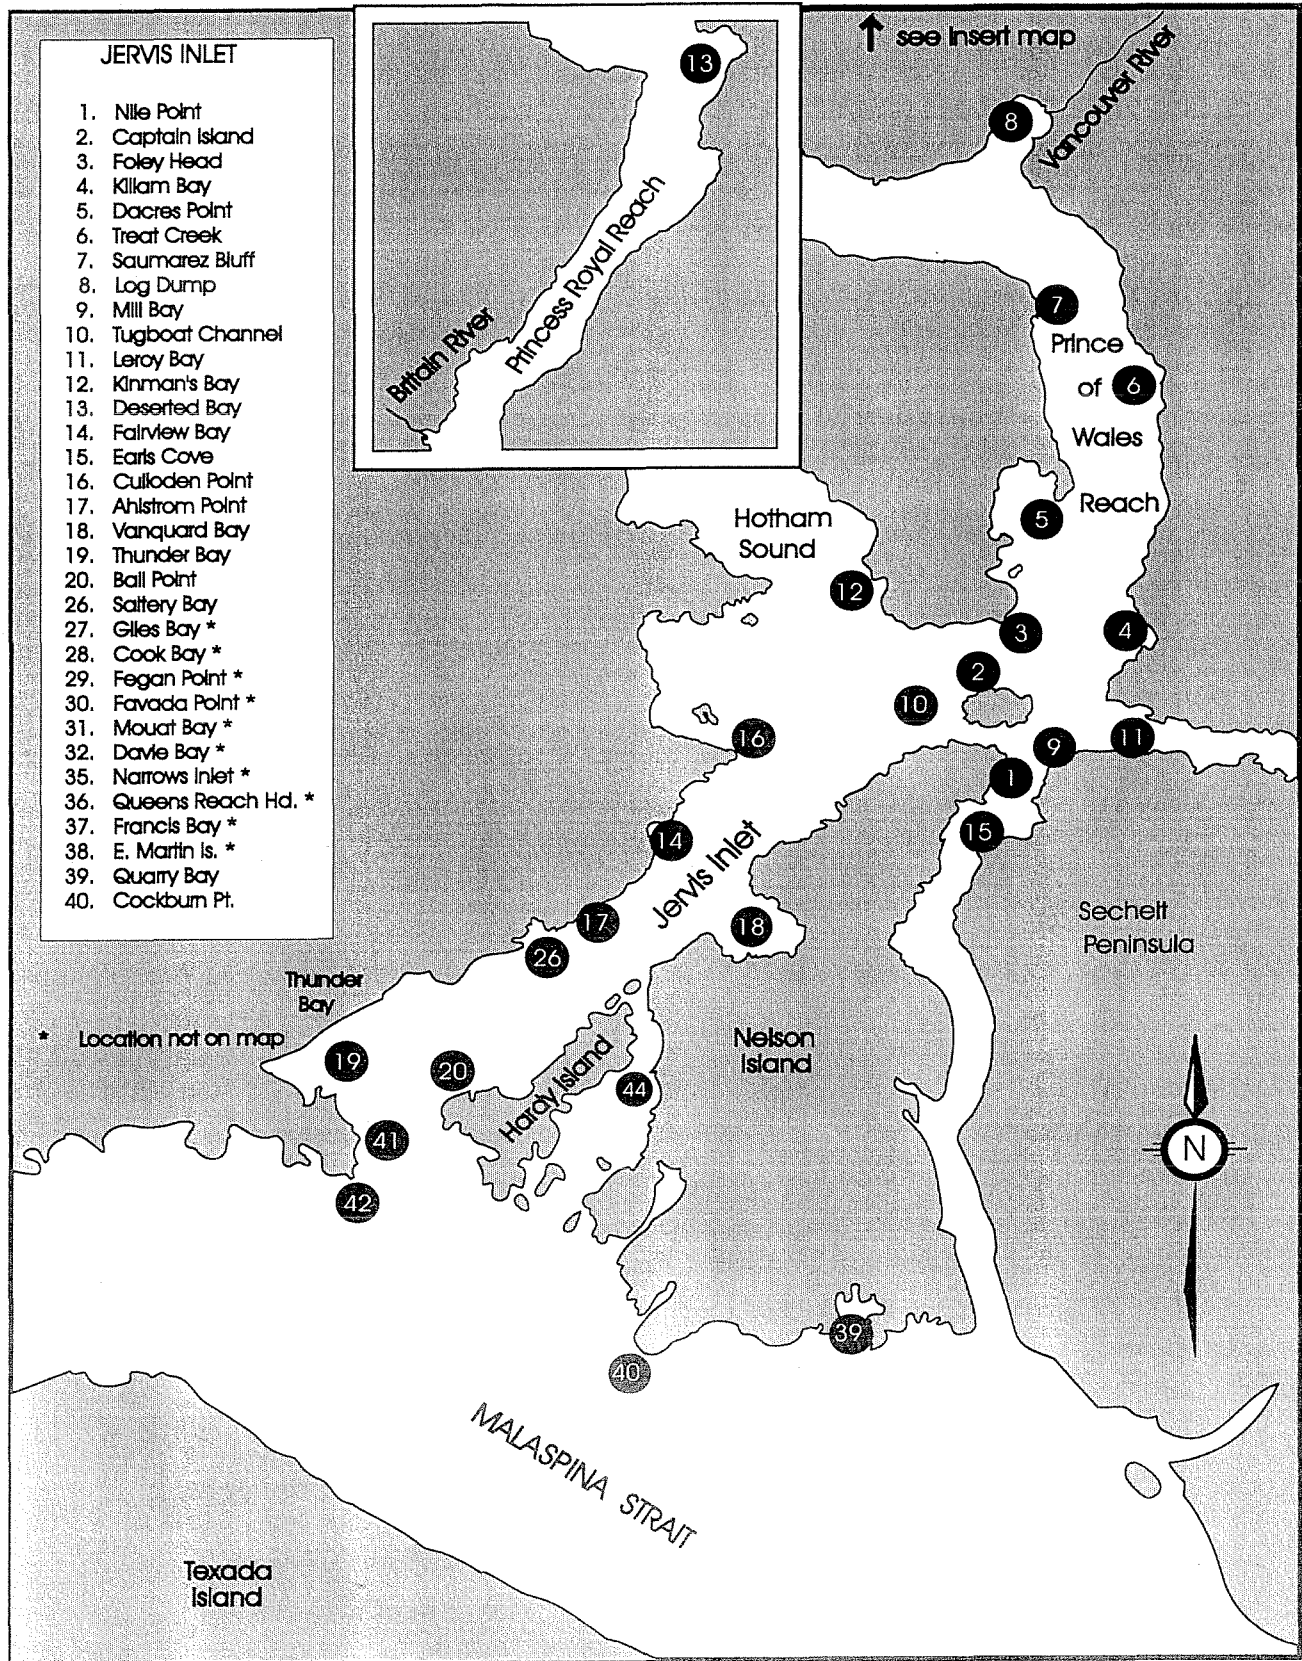 JERVIS INLET
1. Nile Point
2. Captain Island
3. Foley Head
4. Killam Bay
5. Dacres Point
6. Treat Creek
7. Saumarez Bluff
8. Log Dump
9. Mill Bay
10. Tugboat Channel
11. Leroy Bay
12. Kinman's Bay
13. Deserted Bay
14. Fairview Bay
15. Earls Cove
16. Culloden Point
17. Ahlstrom Point
18. Vanguard Bay
19. Thunder Bay
20. Ball Point
26. Saltery Bay
27. Giles Bay *
28. Cook Bay *
29. Fegan Point *
30. Favada Point *
31. Mouat Bay *
32. Davie Bay *
35. Narrows Inlet *
36. Queens Reach Hd. *
37. Francis Bay *
38. E. Martin Is. *
39. Quarry Bay
40. Cockburn Pt.
* Location not on map
13
Princess Royal Reach
Britain River
see Insert map
8
Vancouver River
7
Prince
of
6
Wales
Reach
5
Hotham
Sound
12
3
4
2
10
16
9
11
1
15
14
Jervis Inlet
17
18
26
Sechelt
Peninsula
Thunder
Bay
19
20
Hardy Island
44
Nelson
Island
41
42
N
39
40
MALASPINA STRAIT
Texada
Island